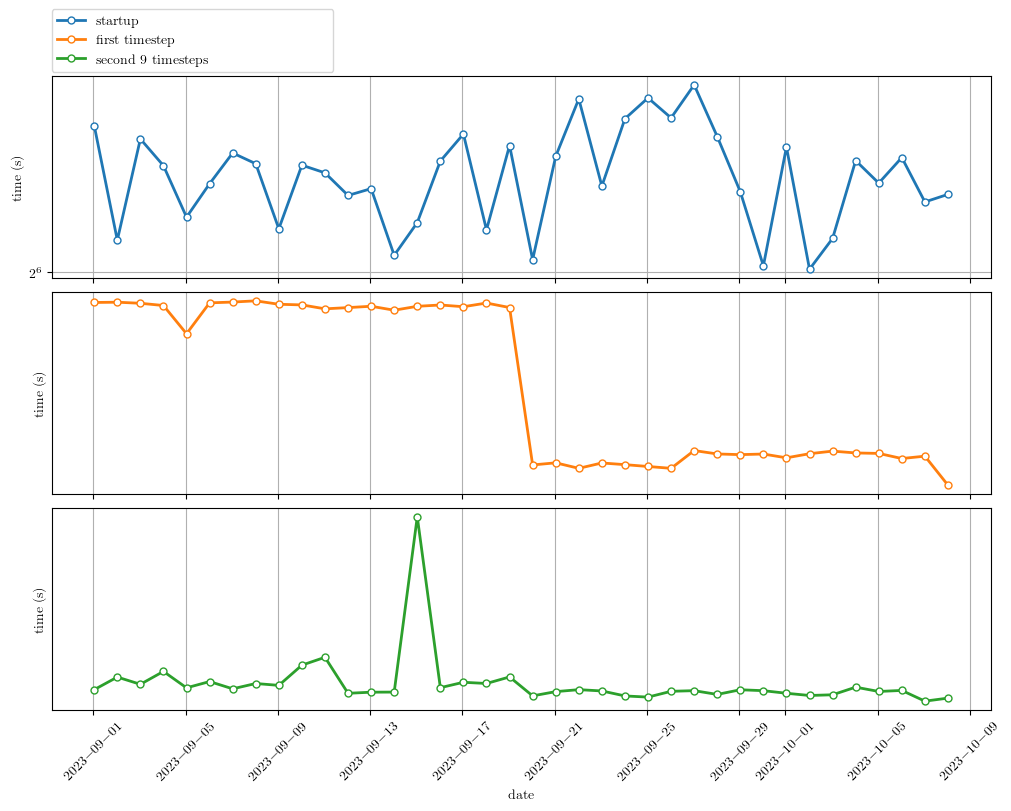 startup
first timestep
second 9 timesteps
time (s)
2^6
time (s)
time (s)
2023−09−01
2023−09−05
2023−09−09
2023−09−13
2023−09−17
2023−09−21
2023−09−25
2023−09−29
2023−10−01
2023−10−05
2023−10−09
date